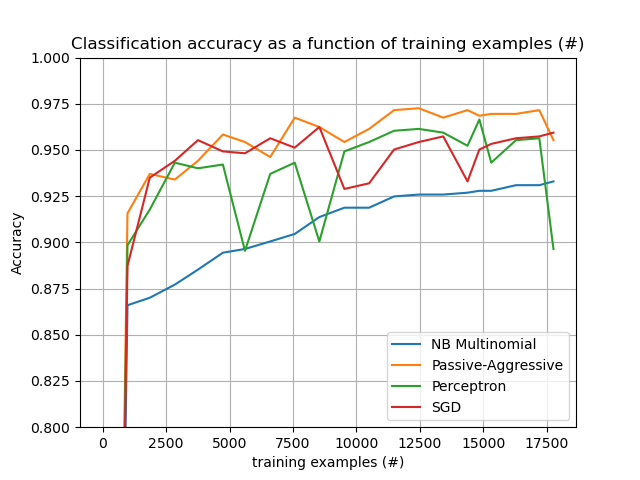 Classification accuracy as a function of training examples (#)
1.000
0.975
0.950
0.925
0.900
0.875
0.850
0.825
0.800
Accuracy
NB Multinomial
Passive-Aggressive
Perceptron
SGD
0 2500 5000 7500 10000 12500 15000 17500
training examples (#)